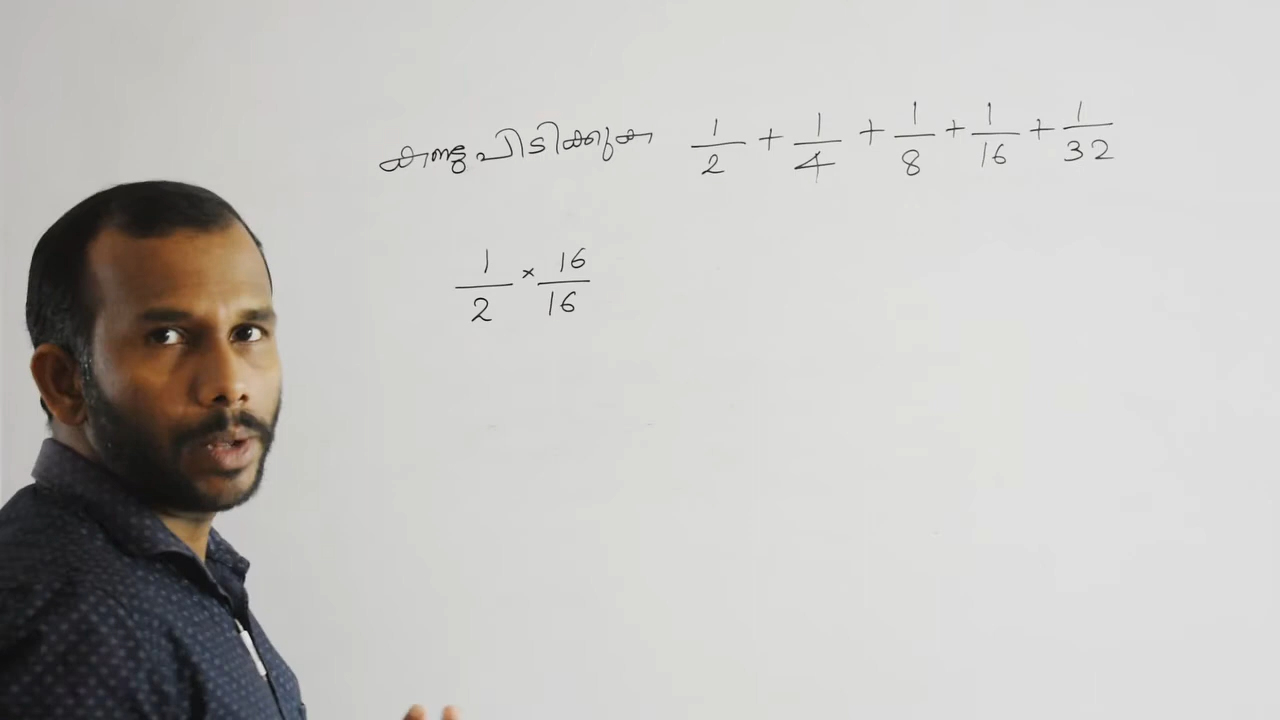 കണ്ടുപിടിക്കുക 1/2 + 1/4 + 1/8 + 1/16 + 1/32
1/2 × 16/16